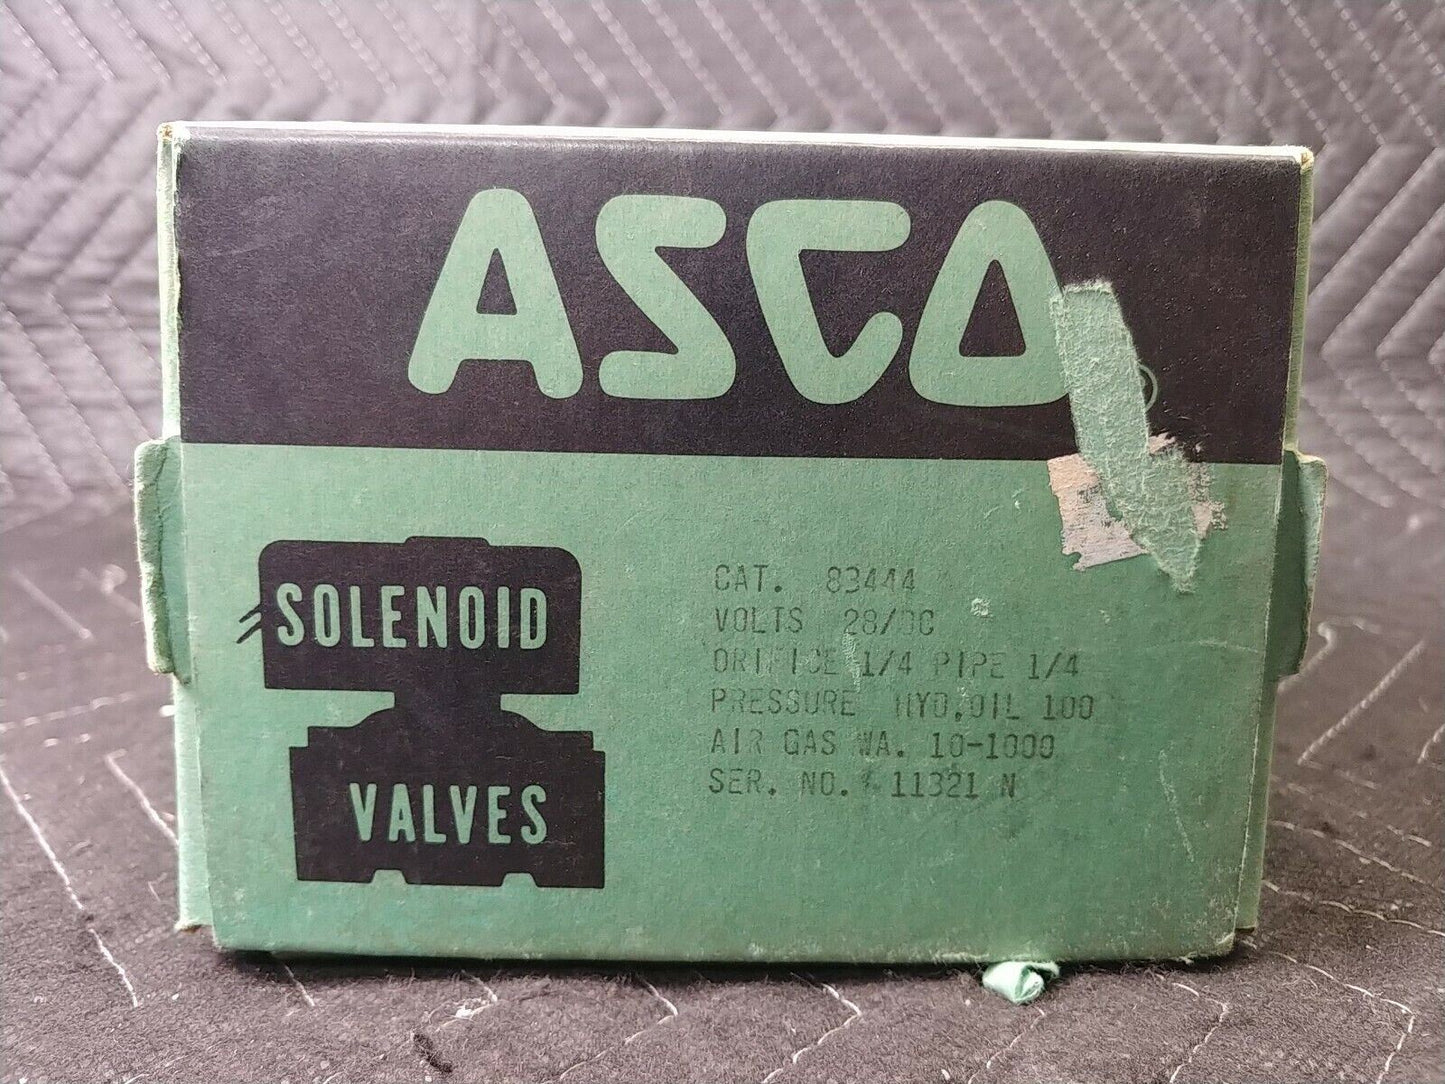 ASCO
SOLENOID
VALVES
CAT. 83444
VOLTS 28/DC
ORIFICE 1/4 PIPE 1/4
PRESSURE HYD.OIL 100
AIR GAS WA. 10-1000
SER. NO. 11321 N